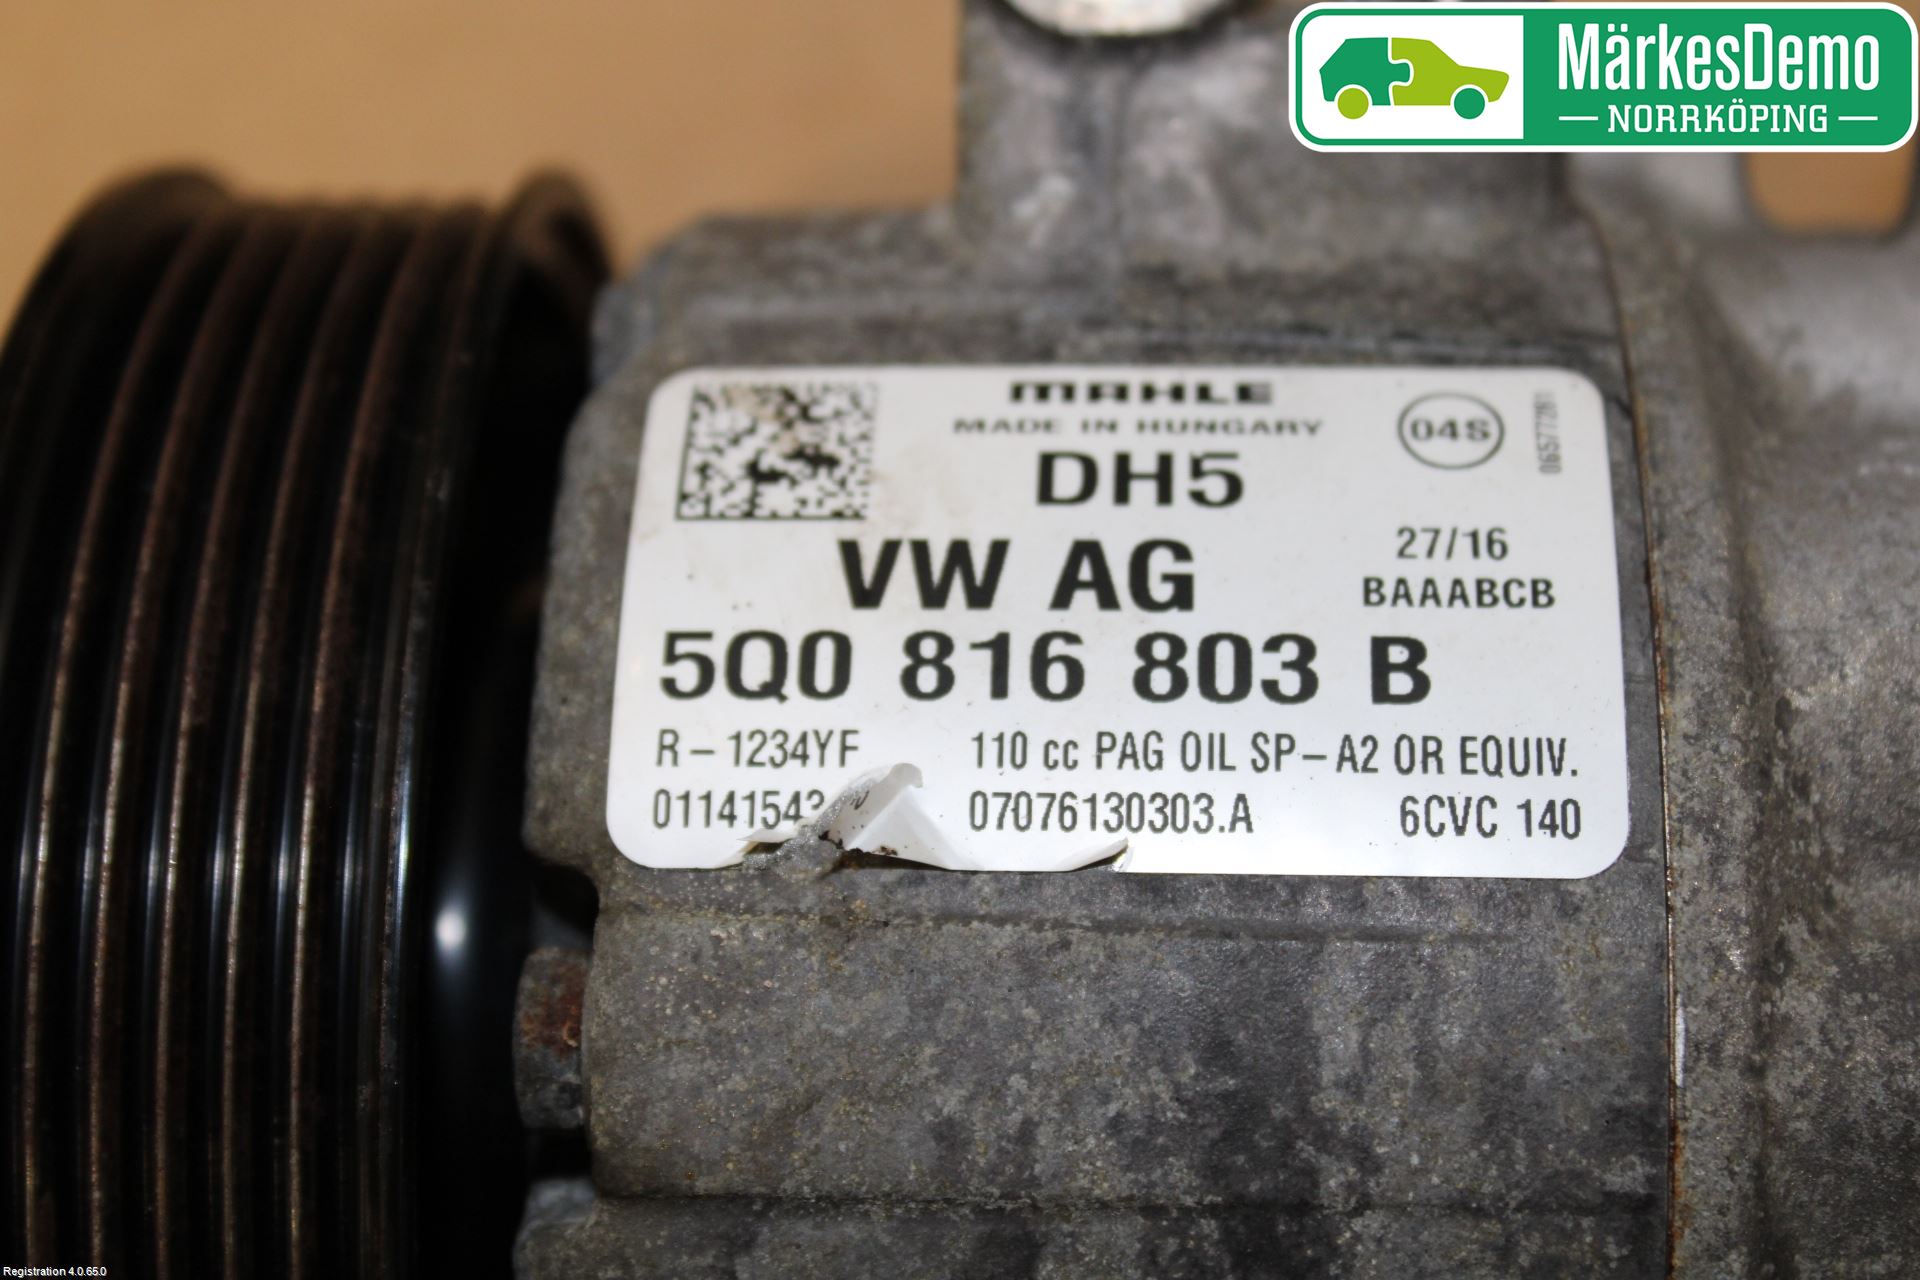 MärkesDemo
NORRKÖPING
MAHLE
MADE IN HUNGARY
04S
DH5
VW AG
27/16
BAAABCB
5Q0 816 803 B
R-1234YF 110 cc PAG OIL SP-A2 OR EQUIV.
07076130303.A 6CVC 140
Registration 4.0.65.0